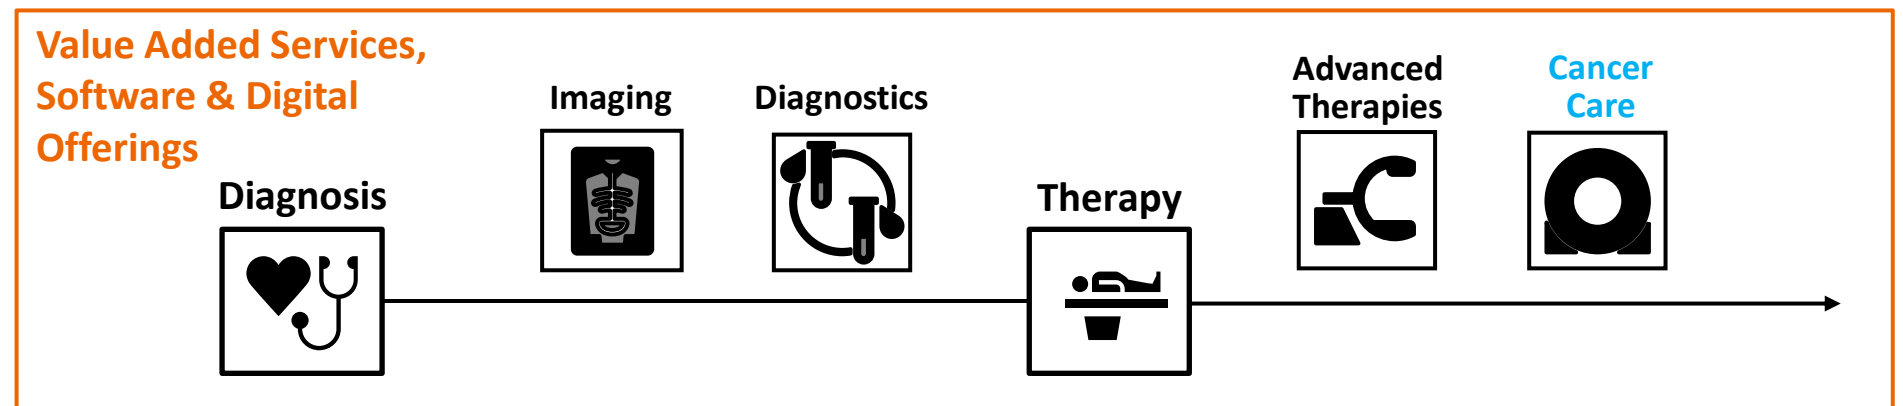 Value Added Services,
Software & Digital
Offerings
Diagnosis
Imaging
Diagnostics
Therapy
Advanced
Therapies
Cancer
Care